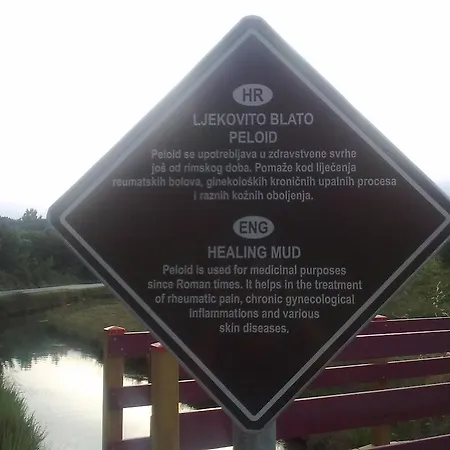 HR
LJEKOVITO BLATO
PELOID
Peloid se upotrebljava u zdravstvene svrhe
još od rimskog doba. Pomaže kod liječenja
reumatskih bolova, ginekoloških kroničnih upalnih procesa
i raznih kožnih oboljenja.
ENG
HEALING MUD
Peloid is used for medicinal purposes
since Roman times. It helps in the treatment
of rheumatic pain, chronic gynecological
inflammations and various
skin diseases.